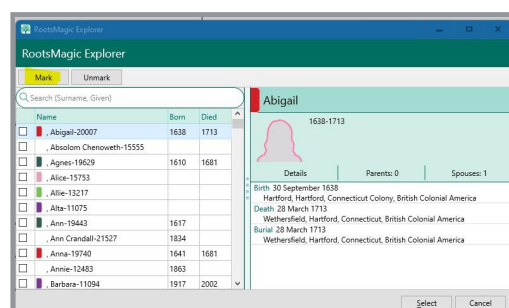 RootsMagic Explorer
RootsMagic Explorer
Mark Unmark
Search (Surname, Given)
Name Born Died
, Abigail-20007 1638 1713
, Absolom Chenoweth-15555
, Agnes-19629 1610 1681
, Alice-15753
, Allie-13217
, Alta-11075
, Ann-19443 1617
, Ann Crandall-21527 1834
, Anna-19740 1641 1681
, Annie-12483 1863
, Barbara-11094 1917 2002
Abigail
1638-1713
Details Parents: 0 Spouses: 1
Birth 30 September 1638
Hartford, Hartford, Connecticut Colony, British Colonial America
Death 28 March 1713
Wethersfield, Hartford, Connecticut, British Colonial America
Burial 28 March 1713
Wethersfield, Hartford, Connecticut, British Colonial America
Select Cancel